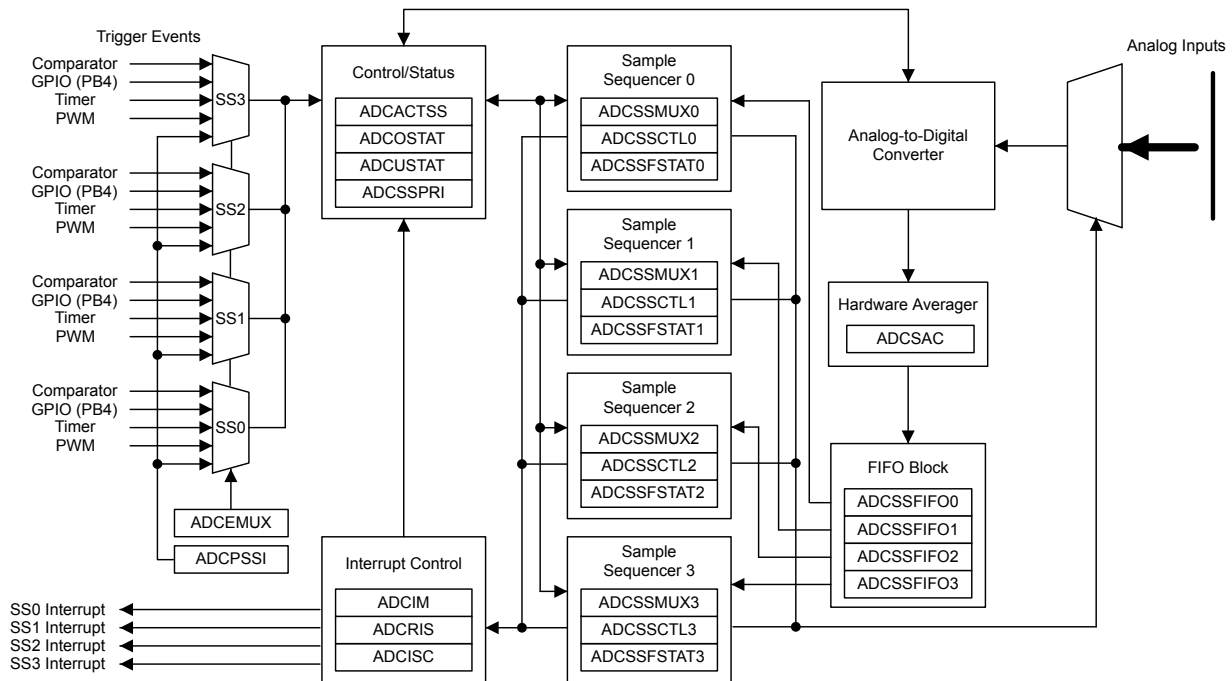 Trigger Events
Comparator
GPIO (PB4)
Timer
PWM
SS3
Comparator
GPIO (PB4)
Timer
PWM
SS2
Comparator
GPIO (PB4)
Timer
PWM
SS1
Comparator
GPIO (PB4)
Timer
PWM
SS0
ADCEMUX
ADCPSSI
SS0 Interrupt
SS1 Interrupt
SS2 Interrupt
SS3 Interrupt
Control/Status
ADCACTSS
ADCOSTAT
ADCUSTAT
ADCSSPRI
Interrupt Control
ADCIM
ADCRIS
ADCISC
Sample
Sequencer 0
ADCSSMUX0
ADCSSCTL0
ADCSSFSTAT0
Sample
Sequencer 1
ADCSSMUX1
ADCSSCTL1
ADCSSFSTAT1
Sample
Sequencer 2
ADCSSMUX2
ADCSSCTL2
ADCSSFSTAT2
Sample
Sequencer 3
ADCSSMUX3
ADCSSCTL3
ADCSSFSTAT3
Analog-to-Digital
Converter
Hardware Averager
ADCSAC
FIFO Block
ADCSSFIFO0
ADCSSFIFO1
ADCSSFIFO2
ADCSSFIFO3
Analog Inputs